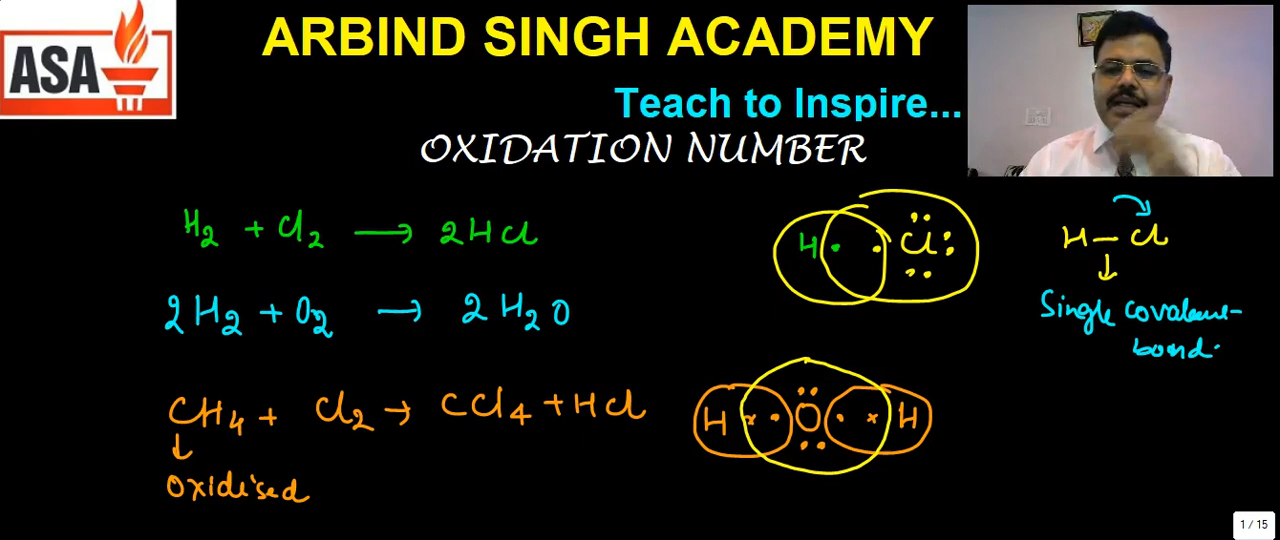 ASA
ARBIND SINGH ACADEMY
Teach to Inspire...
OXIDATION NUMBER
H₂ + Cl₂ → 2HCl
2H₂ + O₂ → 2H₂O
CH₄ + Cl₂ → CCl₄ + HCl
↓
Oxidised
H Cl
H O H
H — Cl
↓
Single covalent
bond.
1 / 15